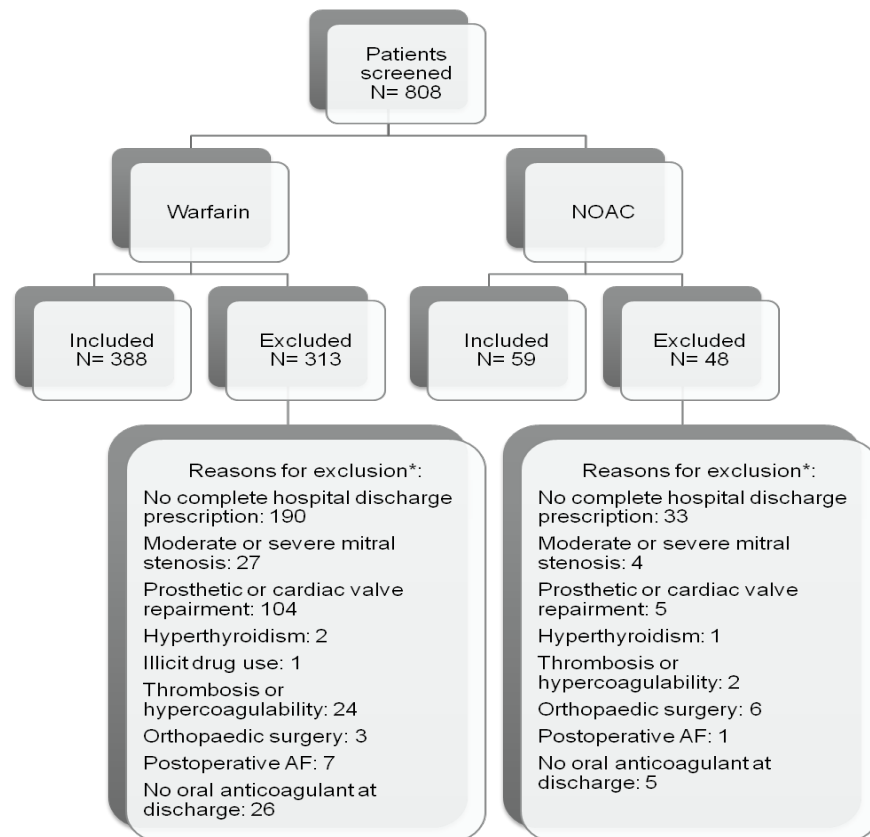 Patients
screened
N= 808
Warfarin
NOAC
Included
N= 388
Excluded
N= 313
Included
N= 59
Excluded
N= 48
Reasons for exclusion*:
No complete hospital discharge
prescription: 190
Moderate or severe mitral
stenosis: 27
Prosthetic or cardiac valve
repairment: 104
Hyperthyroidism: 2
Illicit drug use: 1
Thrombosis or
hypercoagulability: 24
Orthopaedic surgery: 3
Postoperative AF: 7
No oral anticoagulant at
discharge: 26
Reasons for exclusion*:
No complete hospital discharge
prescription: 33
Moderate or severe mitral
stenosis: 4
Prosthetic or cardiac valve
repairment: 5
Hyperthyroidism: 1
Thrombosis or
hypercoagulability: 2
Orthopaedic surgery: 6
Postoperative AF: 1
No oral anticoagulant at
discharge: 5